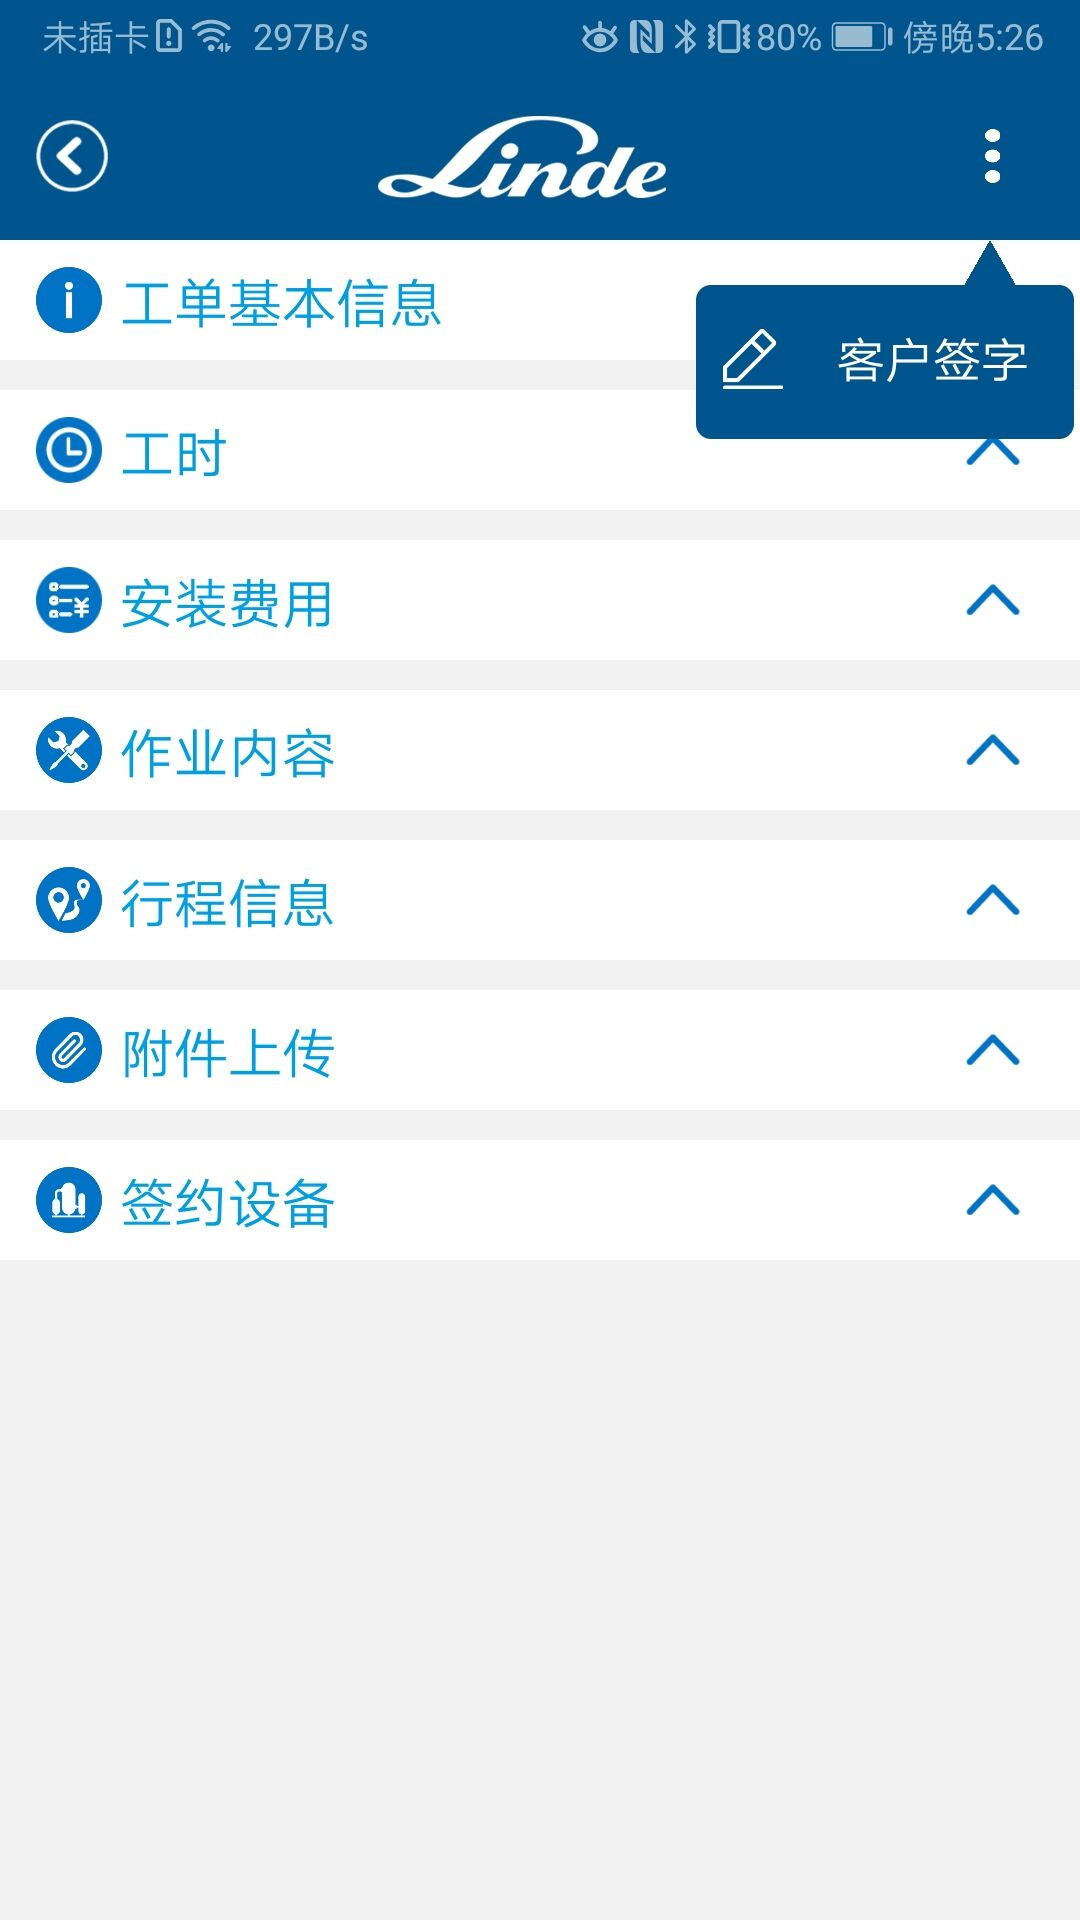 未插卡 297B/s 80% 傍晚5:26
Linde
工单基本信息
客户签字
工时
安装费用
作业内容
行程信息
附件上传
签约设备